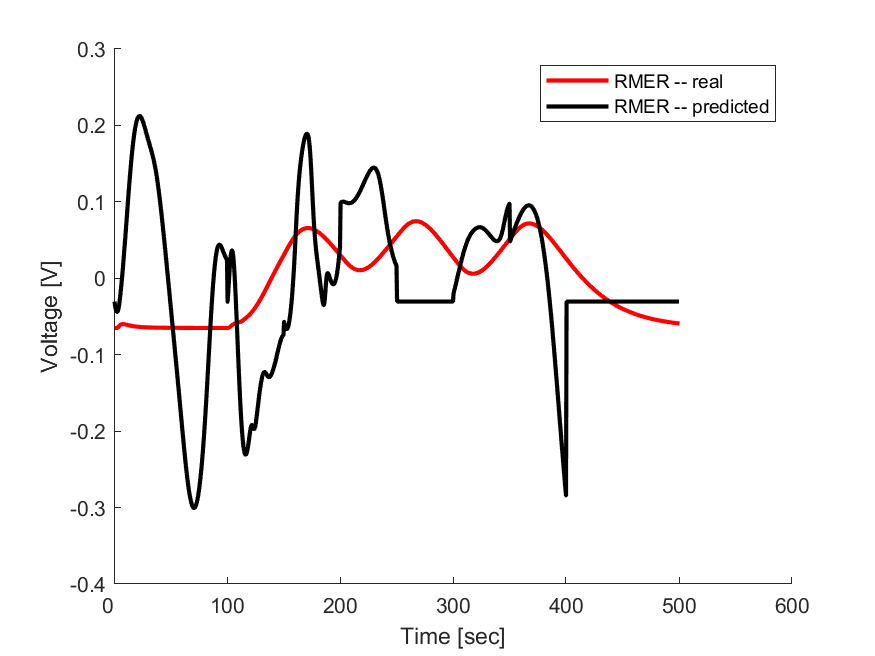 0.3
0.2
0.1
0
-0.1
-0.2
-0.3
-0.4
Voltage [V]
RMER -- real
RMER -- predicted
0 100 200 300 400 500 600
Time [sec]